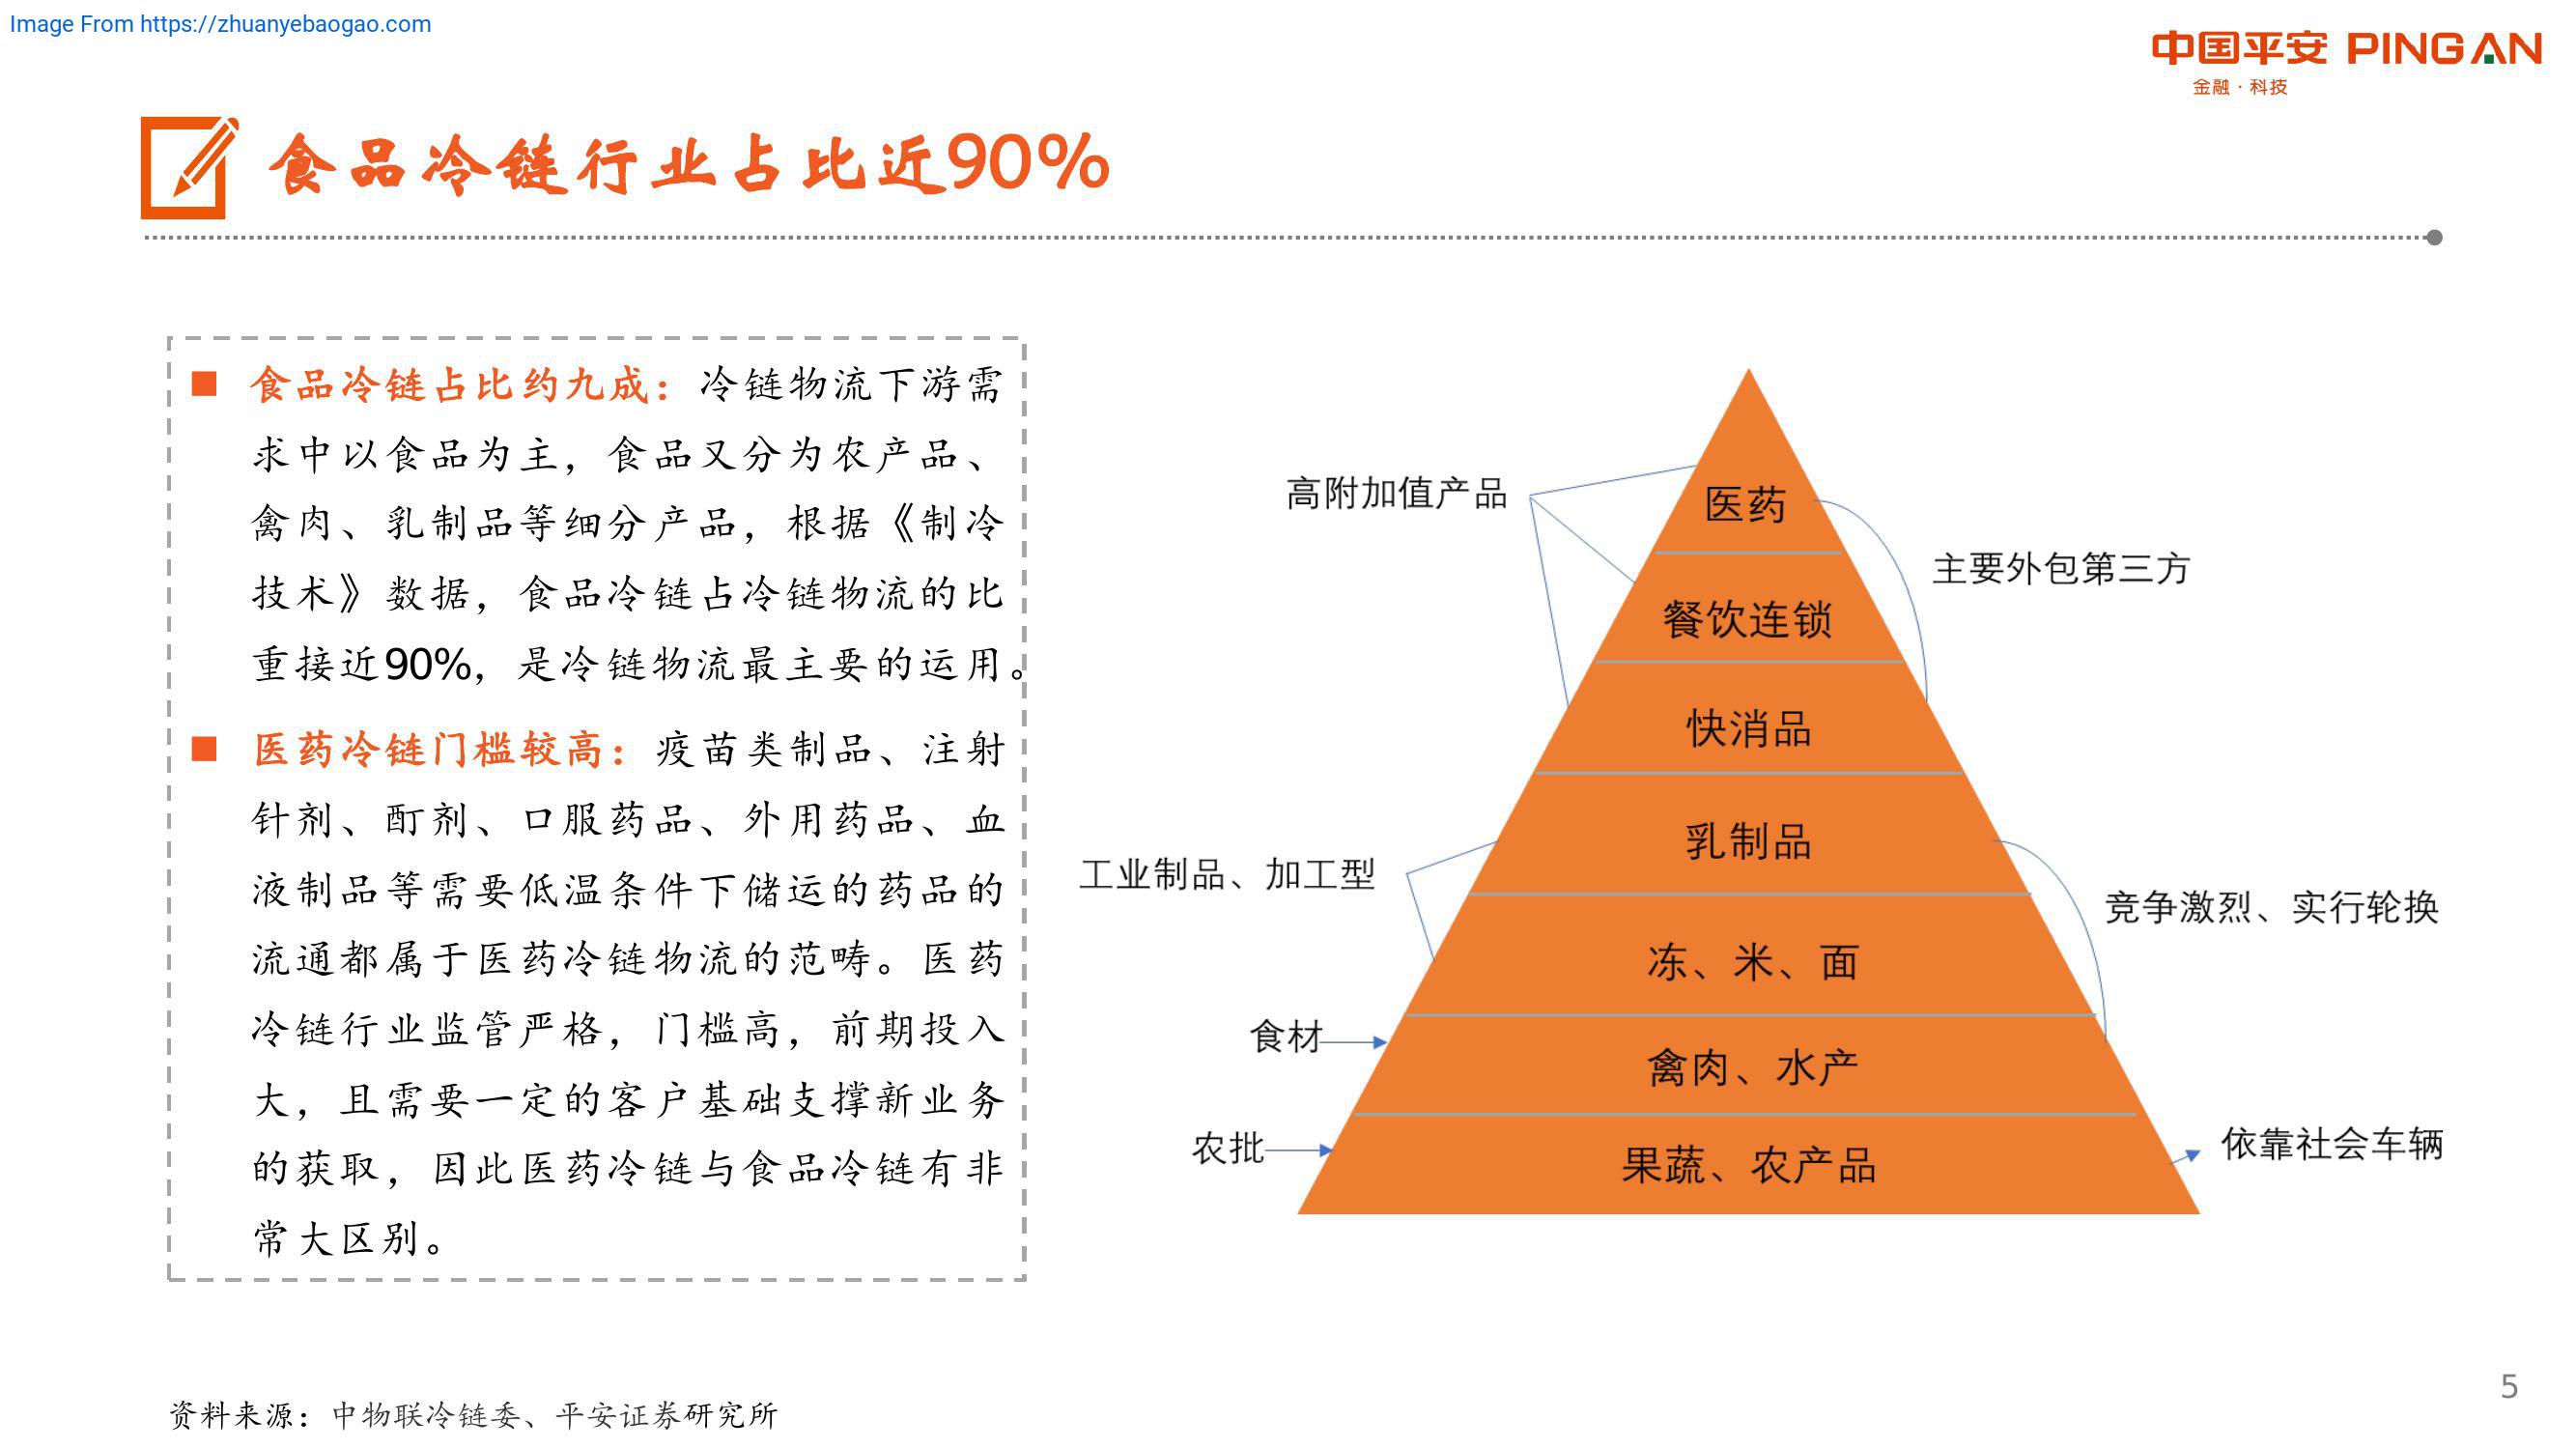 Image From https://zhuanyebaogao.com
中国平安 PINGAN
金融·科技
食品冷链行业占比近90%
■ 食品冷链占比约九成：冷链物流下游需
求中以食品为主，食品又分为农产品、
禽肉、乳制品等细分产品，根据《制冷
技术》数据，食品冷链占冷链物流的比
重接近90%，是冷链物流最主要的运用。
■ 医药冷链门槛较高：疫苗类制品、注射
针剂、酊剂、口服药品、外用药品、血
液制品等需要低温条件下储运的药品的
流通都属于医药冷链物流的范畴。医药
冷链行业监管严格，门槛高，前期投入
大，且需要一定的客户基础支撑新业务
的获取，因此医药冷链与食品冷链有非
常大区别。
高附加值产品
医药
主要外包第三方
餐饮连锁
快消品
乳制品
工业制品、加工型
竞争激烈、实行轮换
冻、米、面
食材
禽肉、水产
农批
依靠社会车辆
果蔬、农产品
资料来源：中物联冷链委、平安证券研究所
5